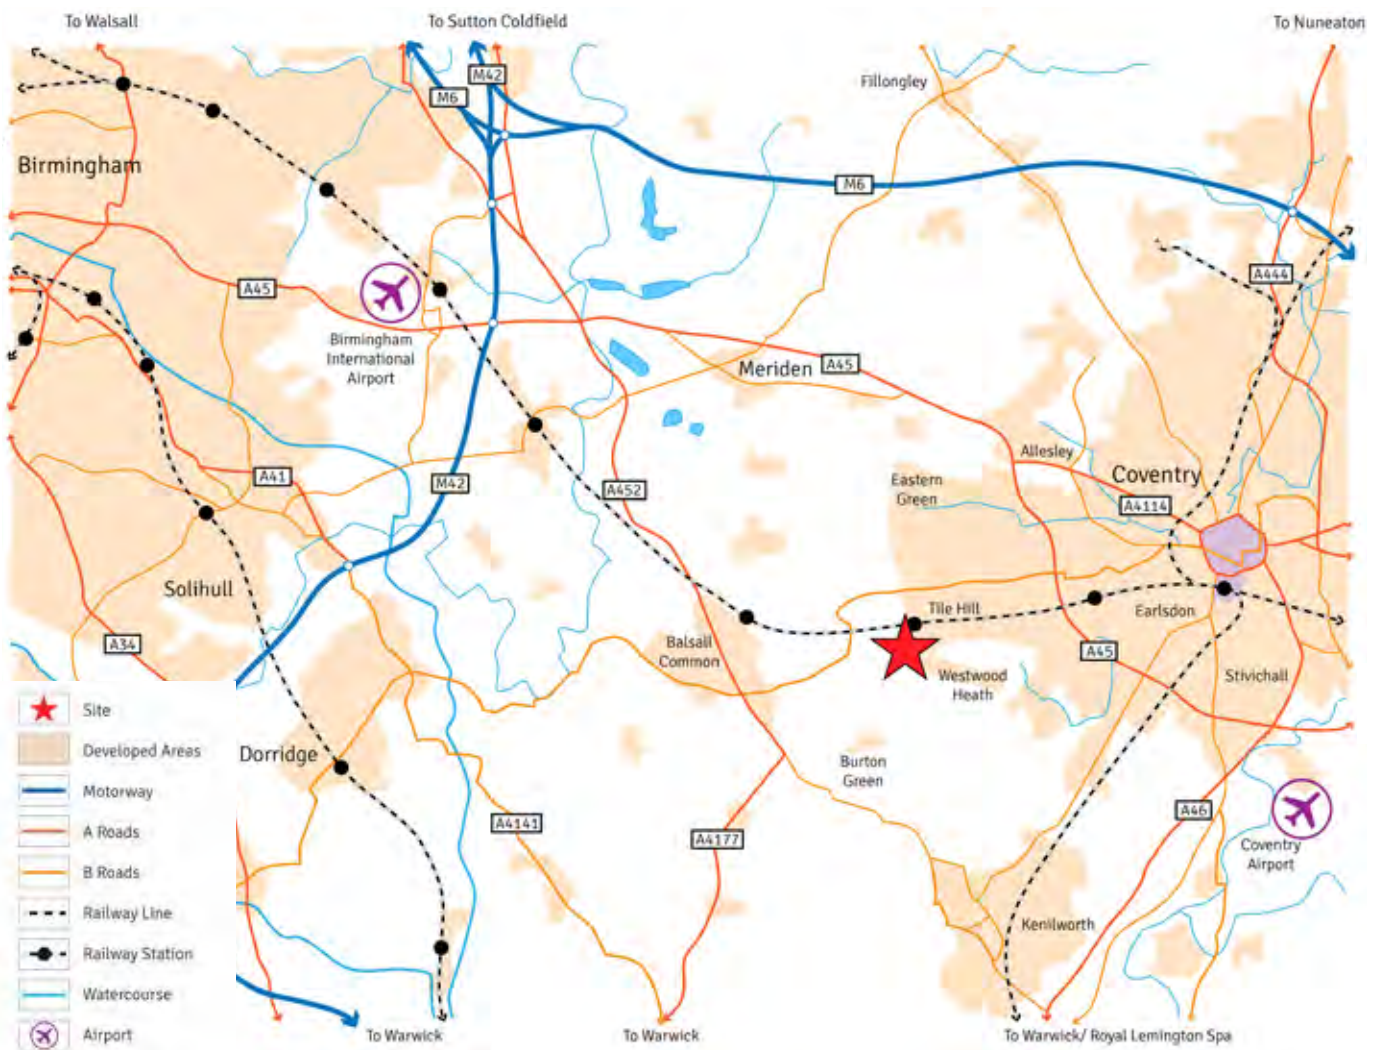 To Walsall
To Sutton Coldfield
To Nuneaton
M42
M6
Fillongley
Birmingham
M6
A444
A45
Birmingham
International
Airport
Meriden
A45
Allesley
Coventry
A41
M42
A452
Eastern
Green
A4114
Solihull
Tile Hill
Earlsdon
A34
Balsall
Common
A45
Westwood
Heath
Stivichall
Site
Developed Areas
Dorridge
Burton
Green
Motorway
A Roads
A4141
A4177
A46
Coventry
Airport
B Roads
Railway Line
Kenilworth
Railway Station
Watercourse
Airport
To Warwick
To Warwick
To Warwick/ Royal Lemington Spa